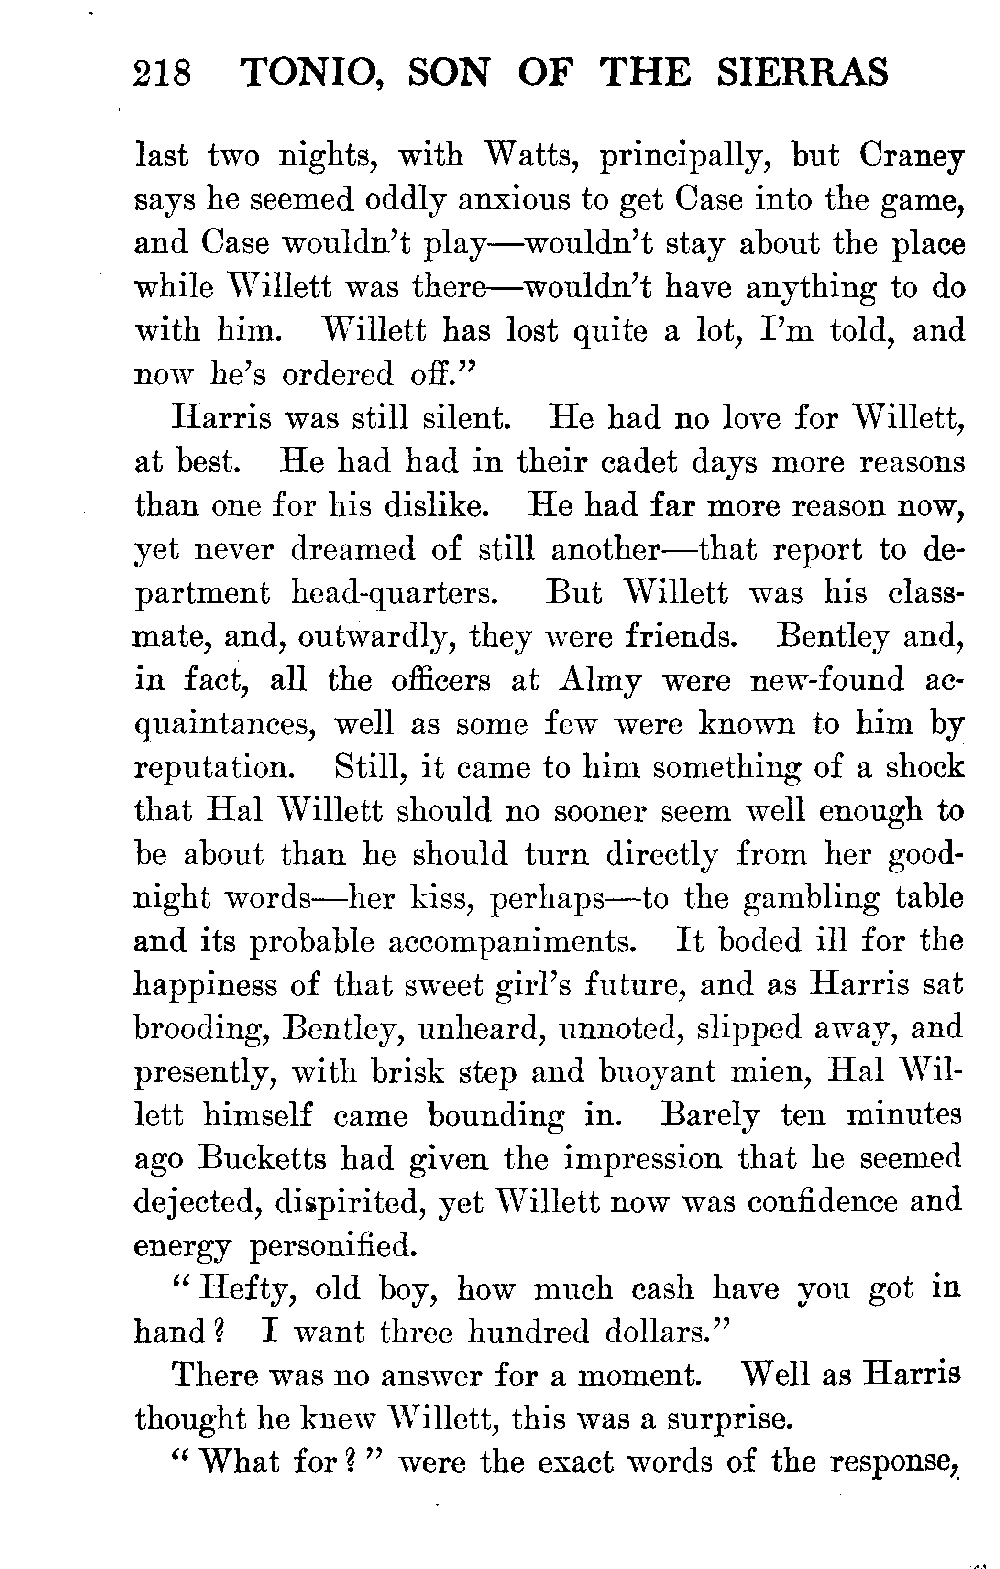 218 TONIO, SON OF THE SIERRAS
last two nights, with Watts, principally, but Craney
says he seemed oddly anxious to get Case into the game,
and Case wouldn't play—wouldn't stay about the place
while Willett was there—wouldn't have anything to do
with him. Willett has lost quite a lot, I'm told, and
now he's ordered off."
Harris was still silent. He had no love for Willett,
at best. He had had in their cadet days more reasons
than one for his dislike. He had far more reason now,
yet never dreamed of still another—that report to de-
partment head-quarters. But Willett was his class-
mate, and, outwardly, they were friends. Bentley and,
in fact, all the officers at Almy were new-found ac-
quaintances, well as some few were known to him by
reputation. Still, it came to him something of a shock
that Hal Willett should no sooner seem well enough to
be about than he should turn directly from her good-
night words—her kiss, perhaps—to the gambling table
and its probable accompaniments. It boded ill for the
happiness of that sweet girl's future, and as Harris sat
brooding, Bentley, unheard, unnoted, slipped away, and
presently, with brisk step and buoyant mien, Hal Wil-
lett himself came bounding in. Barely ten minutes
ago Bucketts had given the impression that he seemed
dejected, dispirited, yet Willett now was confidence and
energy personified.
"Hefty, old boy, how much cash have you got in
hand? I want three hundred dollars."
There was no answer for a moment. Well as Harris
thought he knew Willett, this was a surprise.
"What for?" were the exact words of the response,